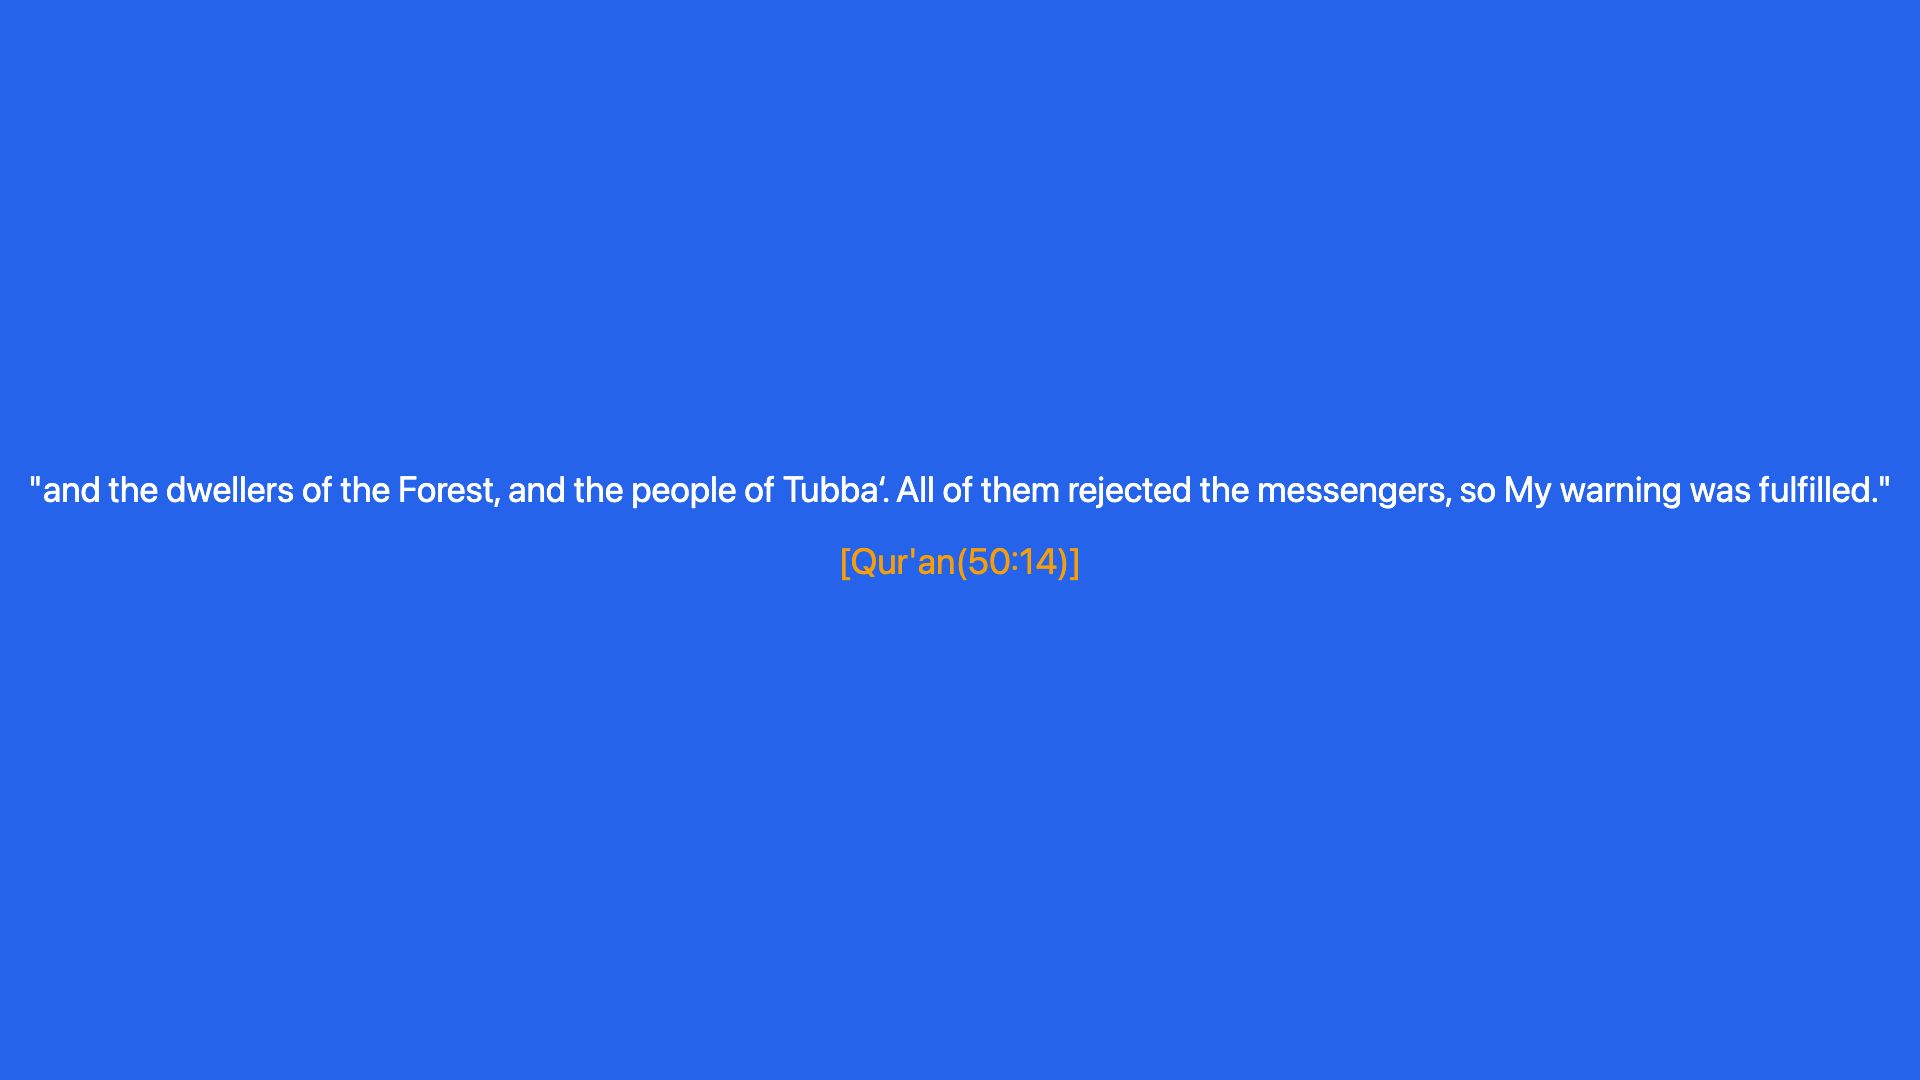 "and the dwellers of the Forest, and the people of Tubba‘. All of them rejected the messengers, so My warning was fulfilled."
[Qur'an(50:14)]